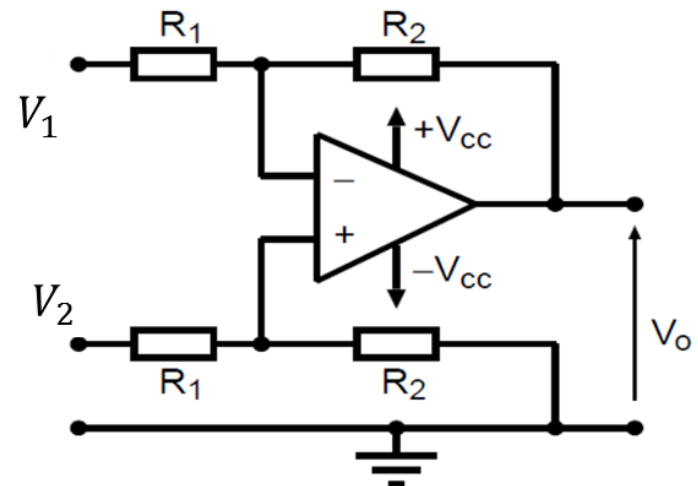 R₁ R₂
V₁
+Vcc
−
+
−Vcc
V₂
Vₒ
R₁ R₂